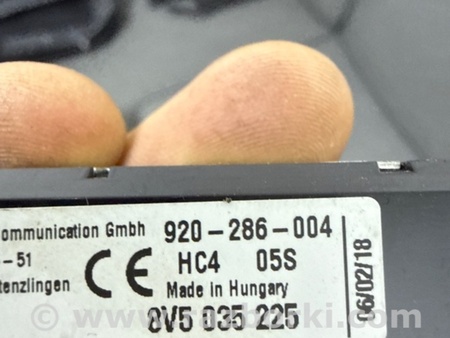 ommunication Gmbh 920-286-004
-51 CE HC4 05S
tenzlingen Made in Hungary
8V5 035 225
06/02/18